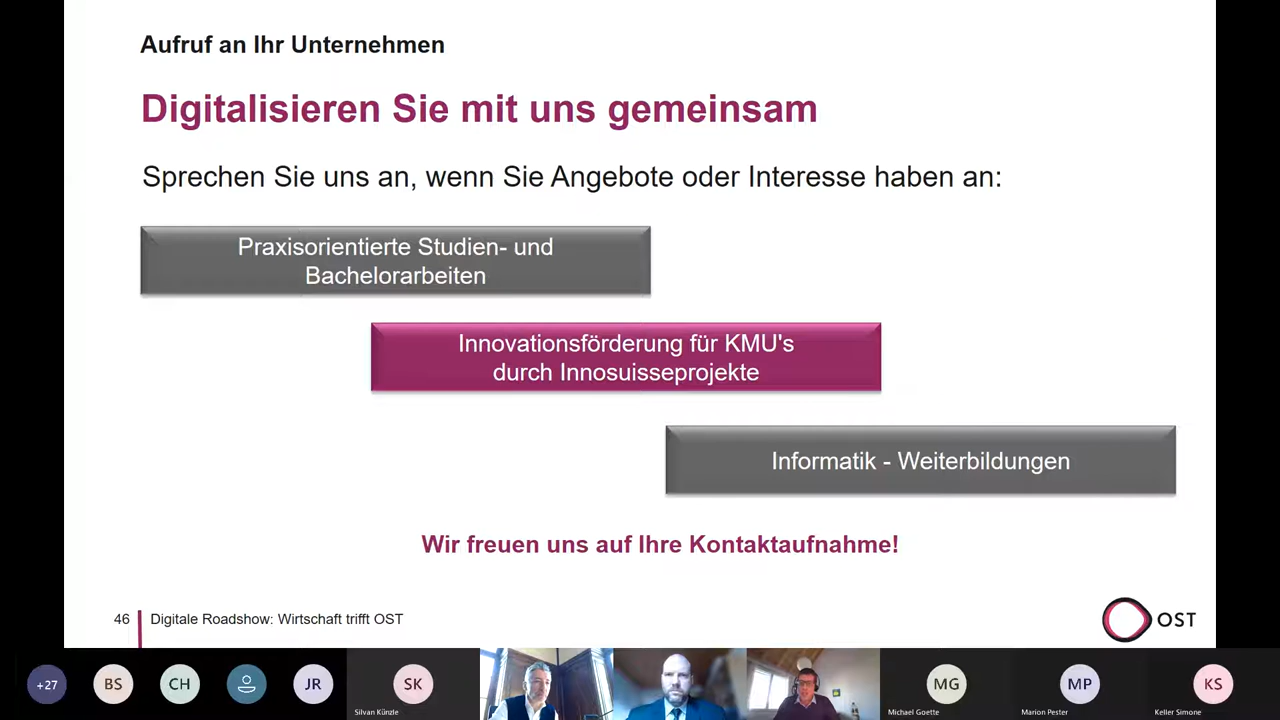 Aufruf an Ihr Unternehmen
Digitalisieren Sie mit uns gemeinsam
Sprechen Sie uns an, wenn Sie Angebote oder Interesse haben an:
Praxisorientierte Studien- und
Bachelorarbeiten
Innovationsförderung für KMU's
durch Innosuisseprojekte
Informatik - Weiterbildungen
Wir freuen uns auf Ihre Kontaktaufnahme!
46 Digitale Roadshow: Wirtschaft trifft OST
OST
+27
BS
CH
JR
SK
Silvan Künzle
MG
Michael Goette
MP
Marion Pester
KS
Keller Simone